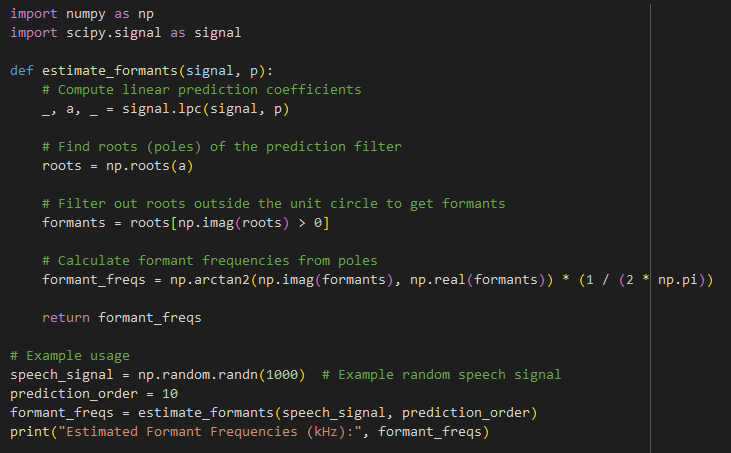 import numpy as np
import scipy.signal as signal

def estimate_formants(signal, p):
    # Compute linear prediction coefficients
    _, a, _ = signal.lpc(signal, p)

    # Find roots (poles) of the prediction filter
    roots = np.roots(a)

    # Filter out roots outside the unit circle to get formants
    formants = roots[np.imag(roots) > 0]

    # Calculate formant frequencies from poles
    formant_freqs = np.arctan2(np.imag(formants), np.real(formants)) * (1 / (2 * np.pi))

    return formant_freqs

# Example usage
speech_signal = np.random.randn(1000)  # Example random speech signal
prediction_order = 10
formant_freqs = estimate_formants(speech_signal, prediction_order)
print("Estimated Formant Frequencies (kHz):", formant_freqs)